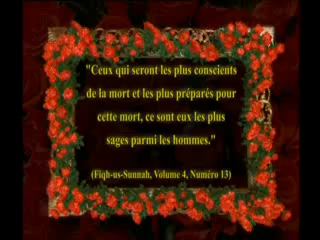 "Ceux qui seront les plus conscients
de la mort et les plus préparés pour
cette mort, ce sont eux les plus
sages parmi les hommes."
(Fiqh-us-Sunnah, Volume 4, Numéro 13)